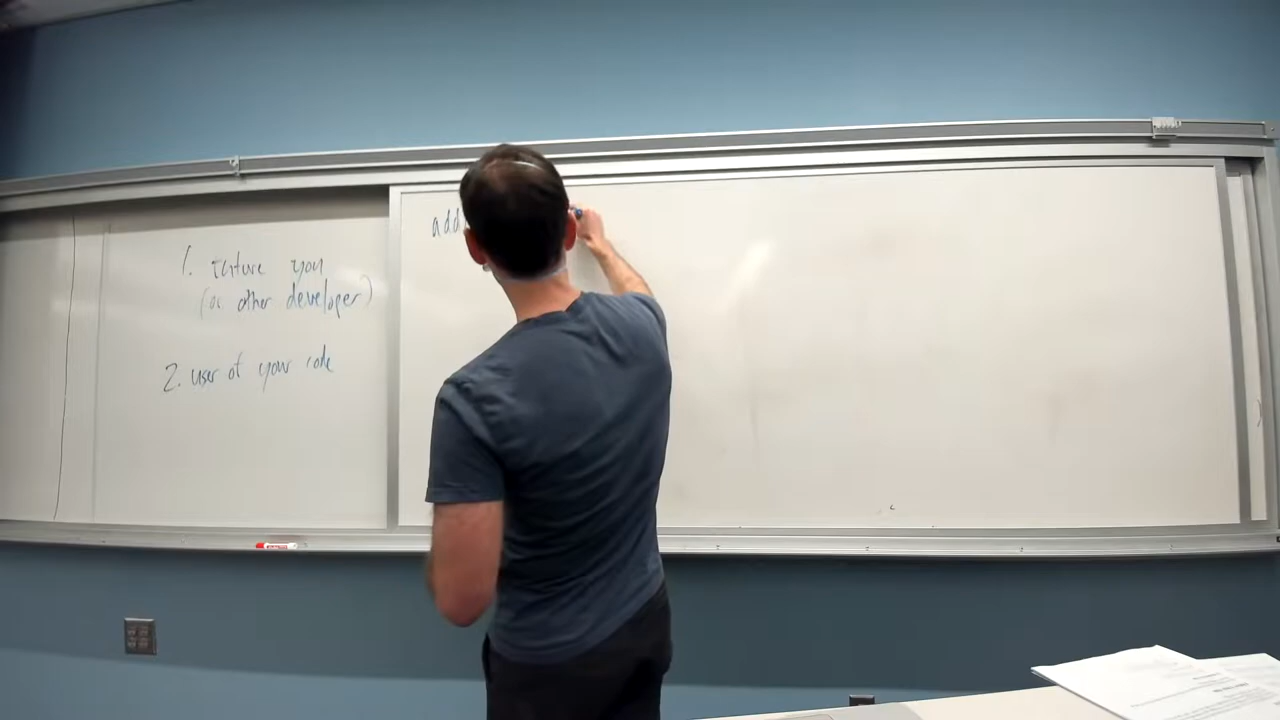 1. future you
(or other developer)
2. user of your code
add